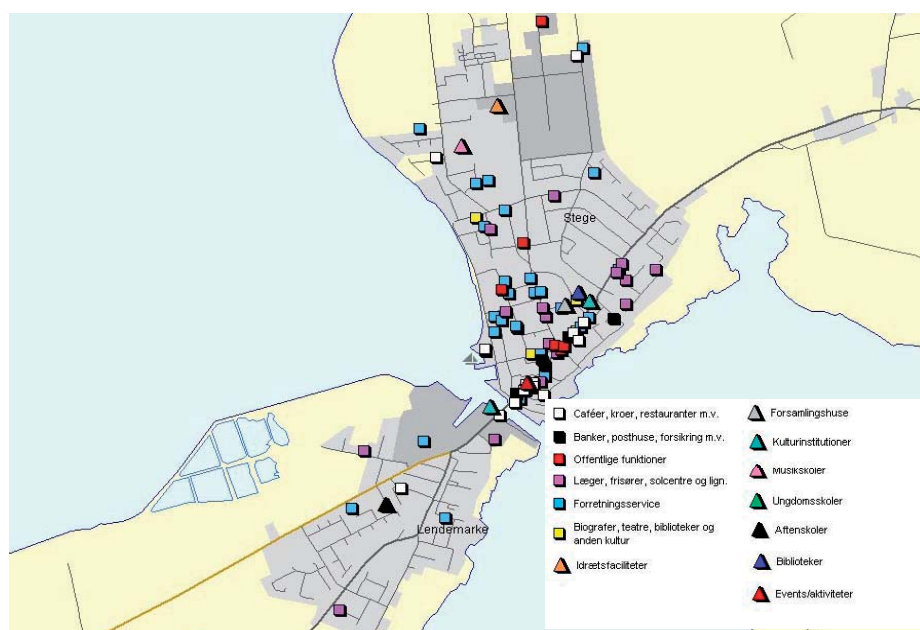 Stege
Lendemarke
Caféer, kroer, restauranter m.v.
Banker, posthuse, forsikring m.v.
Offentlige funktioner
Læger, frisører, solcentre og lign.
Forretningsservice
Biografer, teatre, biblioteker og
anden kultur
Idrætsfaciliteter
Forsamlingshuse
Kulturinstitutioner
Musikskoler
Ungdomsskoler
Aftenskoler
Biblioteker
Events/aktiviteter